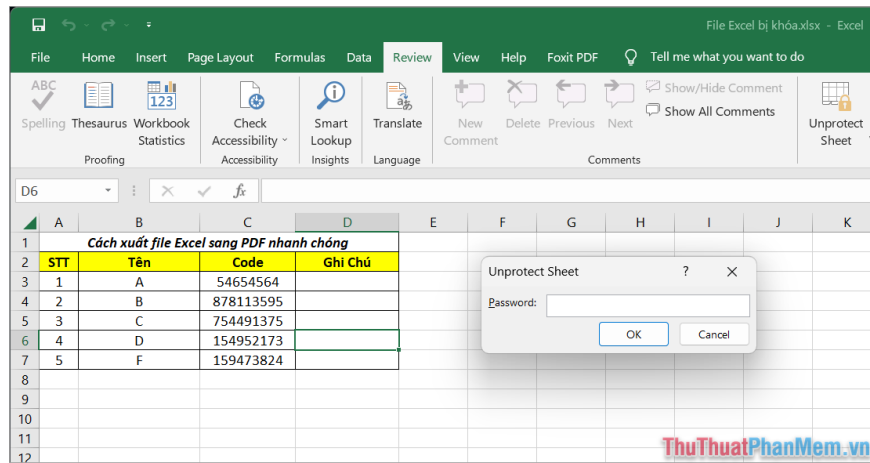 File Excel bị khóa.xlsx - Excel
File Home Insert Page Layout Formulas Data Review View Help Foxit PDF Tell me what you want to do
ABC
123
Spelling Thesaurus Workbook Statistics
Check Accessibility
Smart Lookup
Translate
New Comment
Delete Previous Next
Show/Hide Comment
Show All Comments
Unprotect Sheet
Proofing Accessibility Insights Language Comments
D6 fx
A B C D E F G H I J K
1 Cách xuất file Excel sang PDF nhanh chóng
2 STT Tên Code Ghi Chú
3 1 A 54654564
4 2 B 878113595
5 3 C 754491375
6 4 D 154952173
7 5 F 159473824
8
9
10
11
12
Unprotect Sheet ?
Password:
OK Cancel
ThuThuatPhanMem.vn